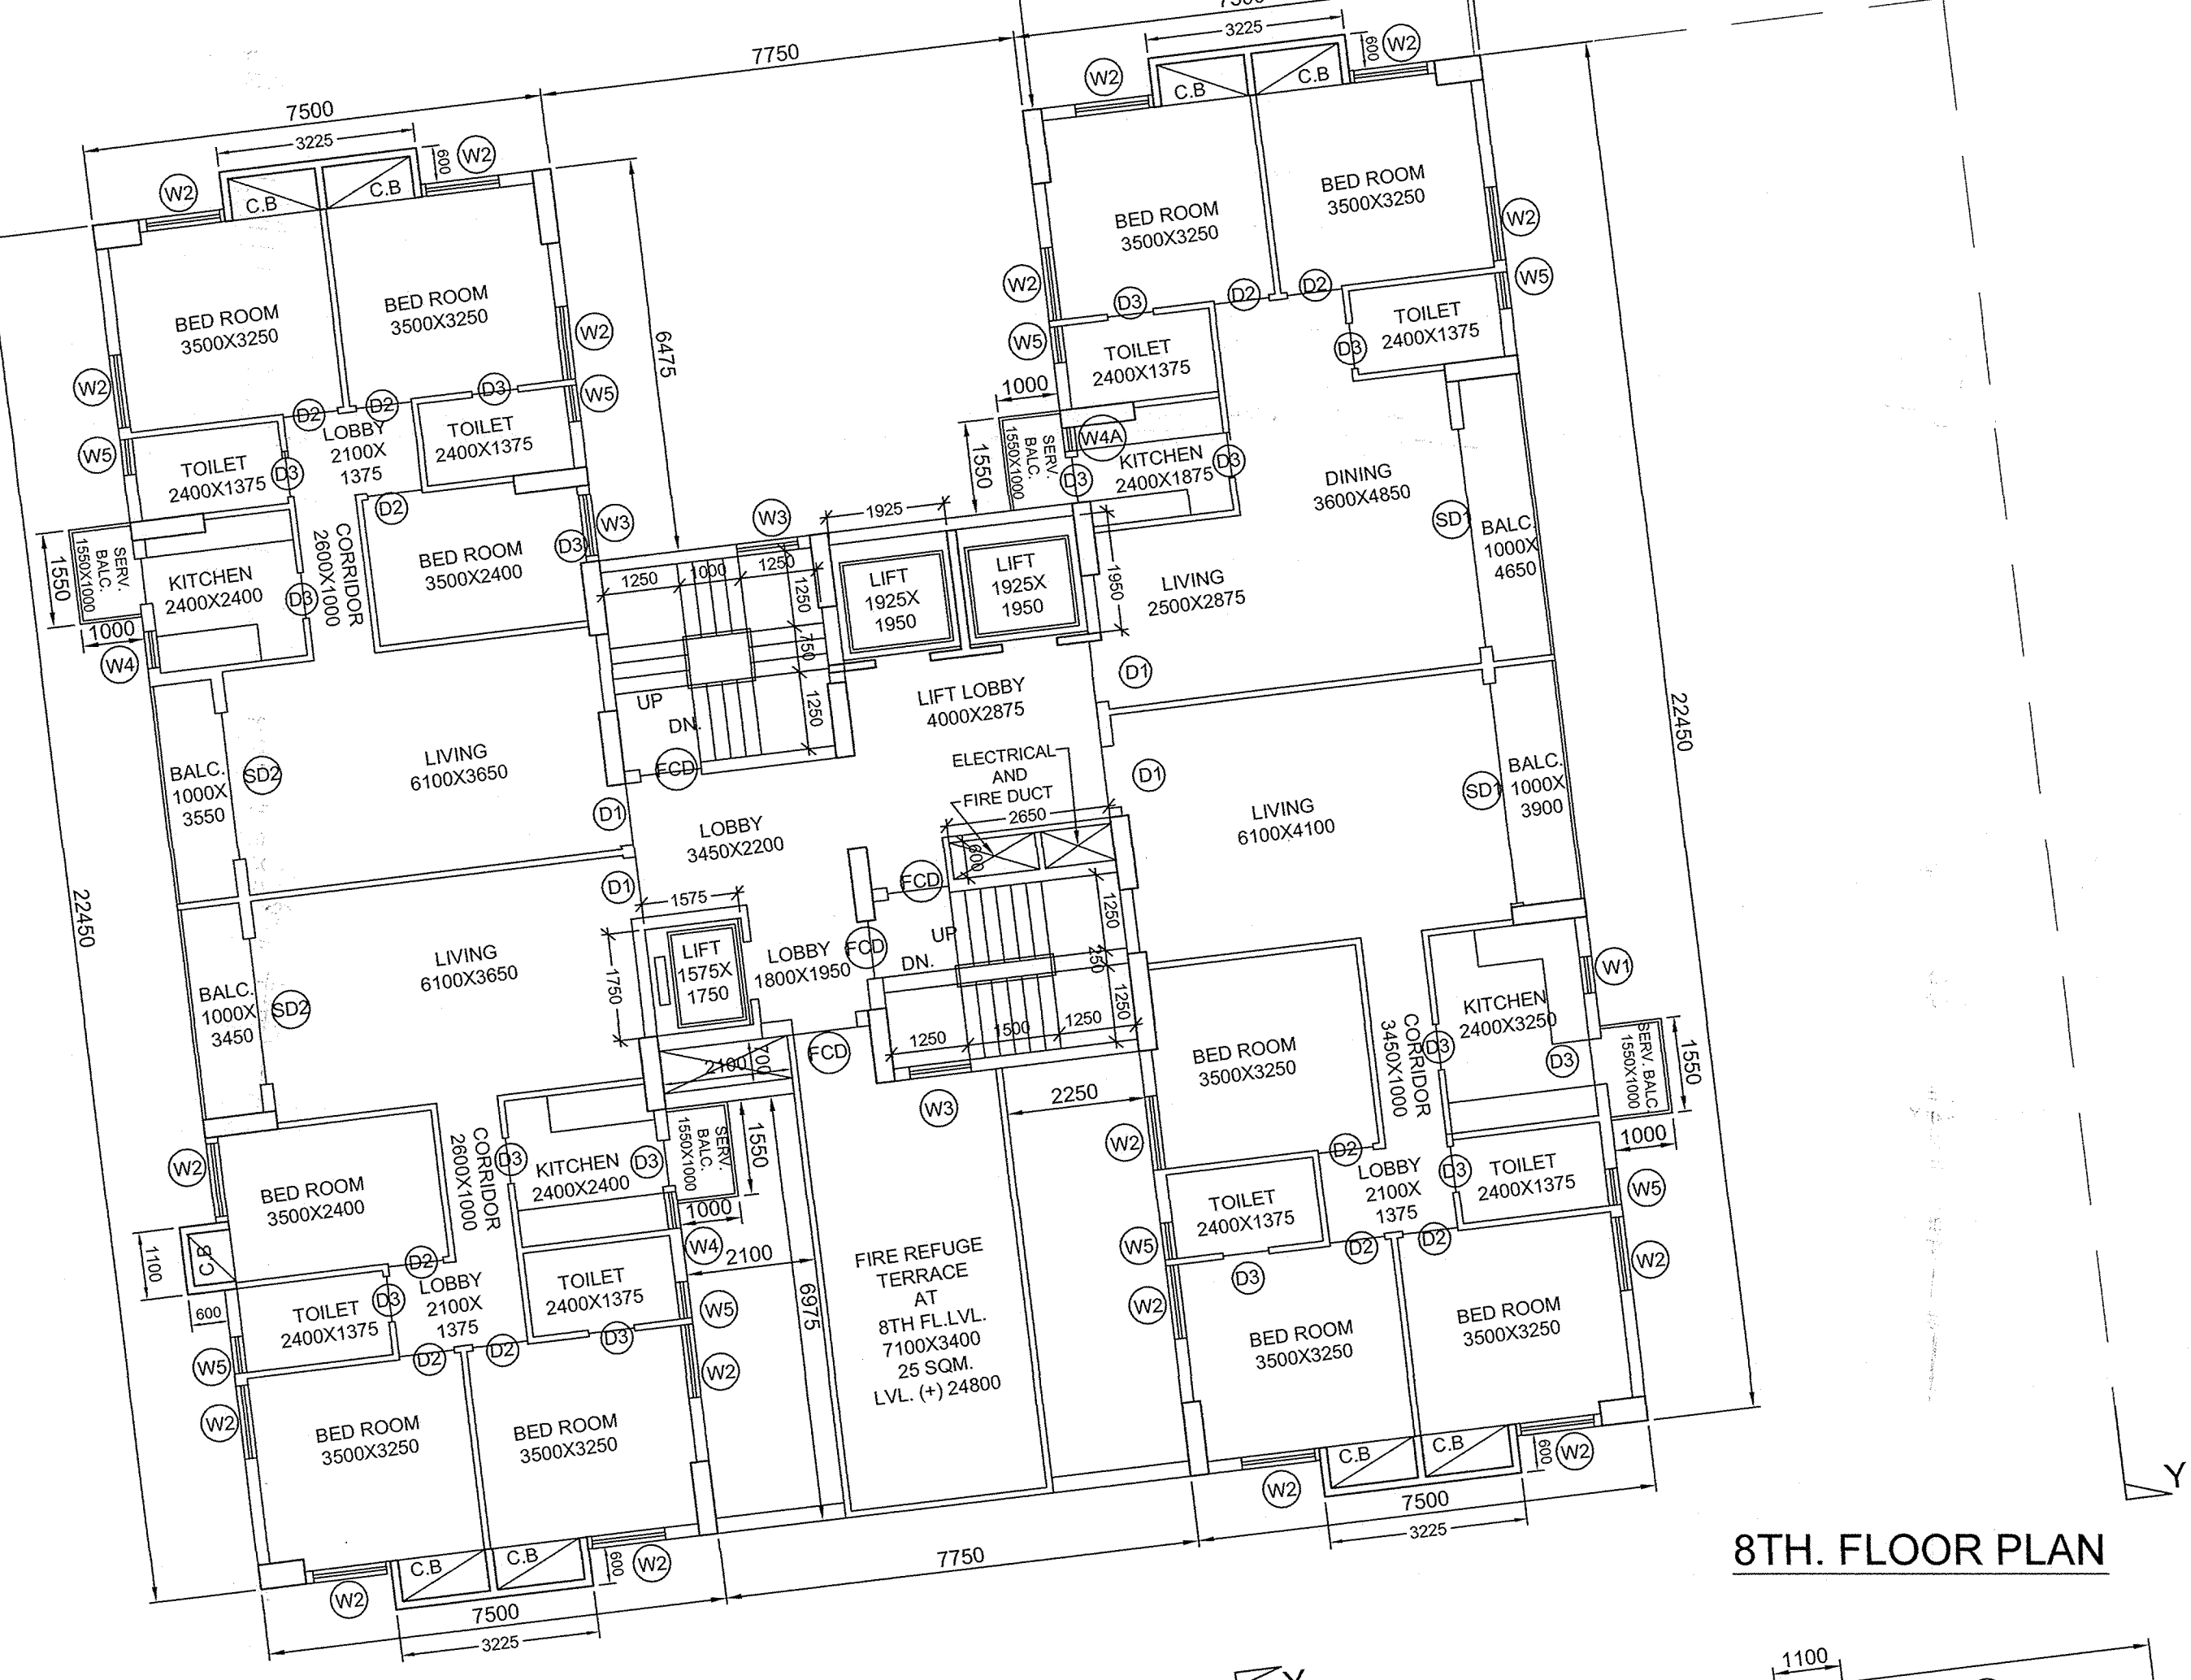 7500
3225
600
W2
C.B
C.B
W2
7750
7500
3225
600
W2
C.B
C.B
W2
BED ROOM
3500X3250
BED ROOM
3500X3250
W2
W5
W2
W5
D3
D2
D2
TOILET
2400X1375
TOILET
2400X1375
D3
1000
1550
SERV.
BALC.
1550X1000
W4A
D3
KITCHEN
2400X1875
D3
DINING
3600X4850
SD1
BALC.
1000X
4650
LIVING
2500X2875
D1
22450
BED ROOM
3500X3250
BED ROOM
3500X3250
W2
W5
W2
W5
6475
D2
D2
D3
LOBBY
2100X
1375
TOILET
2400X1375
TOILET
2400X1375
D3
D2
CORRIDOR
2600X1000
BED ROOM
3500X2400
D3
W3
1550
SERV.
BALC.
1550X1000
1000
W4
KITCHEN
2400X2400
D3
W3
1925
1250
1000
1250
1250
750
1250
LIFT
1925X
1950
LIFT
1925X
1950
1950
UP
DN.
FCD
LIFT LOBBY
4000X2875
ELECTRICAL
AND
FIRE DUCT
2650
600
BALC.
1000X
3550
SD2
LIVING
6100X3650
D1
LOBBY
3450X2200
D1
LIVING
6100X4100
SD1
BALC.
1000X
3900
22450
D1
1575
1750
LIFT
1575X
1750
LOBBY
1800X1950
FCD
FCD
UP
DN.
1250
250
1250
1250
1500
1250
FCD
2100
700
W3
2250
LIVING
6100X3650
BALC.
1000X
3450
SD2
BED ROOM
3500X3250
CORRIDOR
3450X1000
KITCHEN
2400X3250
W1
D3
D3
SERV. BALC.
1550X1000
1550
1000
W2
D2
LOBBY
2100X
1375
D3
TOILET
2400X1375
TOILET
2400X1375
W5
W5
D2
D2
D3
W2
W2
BED ROOM
3500X3250
BED ROOM
3500X3250
C.B
C.B
W2
W2
600
7500
3225
W2
BED ROOM
3500X2400
CORRIDOR
2600X1000
D3
KITCHEN
2400X2400
D3
SERV.
BALC.
1550X1000
1550
1000
W4
2100
6975
1100
C.B
600
D2
LOBBY
2100X
1375
TOILET
2400X1375
D3
TOILET
2400X1375
W5
W5
D2
D2
D3
W2
W2
BED ROOM
3500X3250
BED ROOM
3500X3250
C.B
C.B
W2
W2
600
7500
3225
7750
FIRE REFUGE
TERRACE
AT
8TH FL.LVL.
7100X3400
25 SQM.
LVL. (+) 24800
Y
8TH. FLOOR PLAN
1100